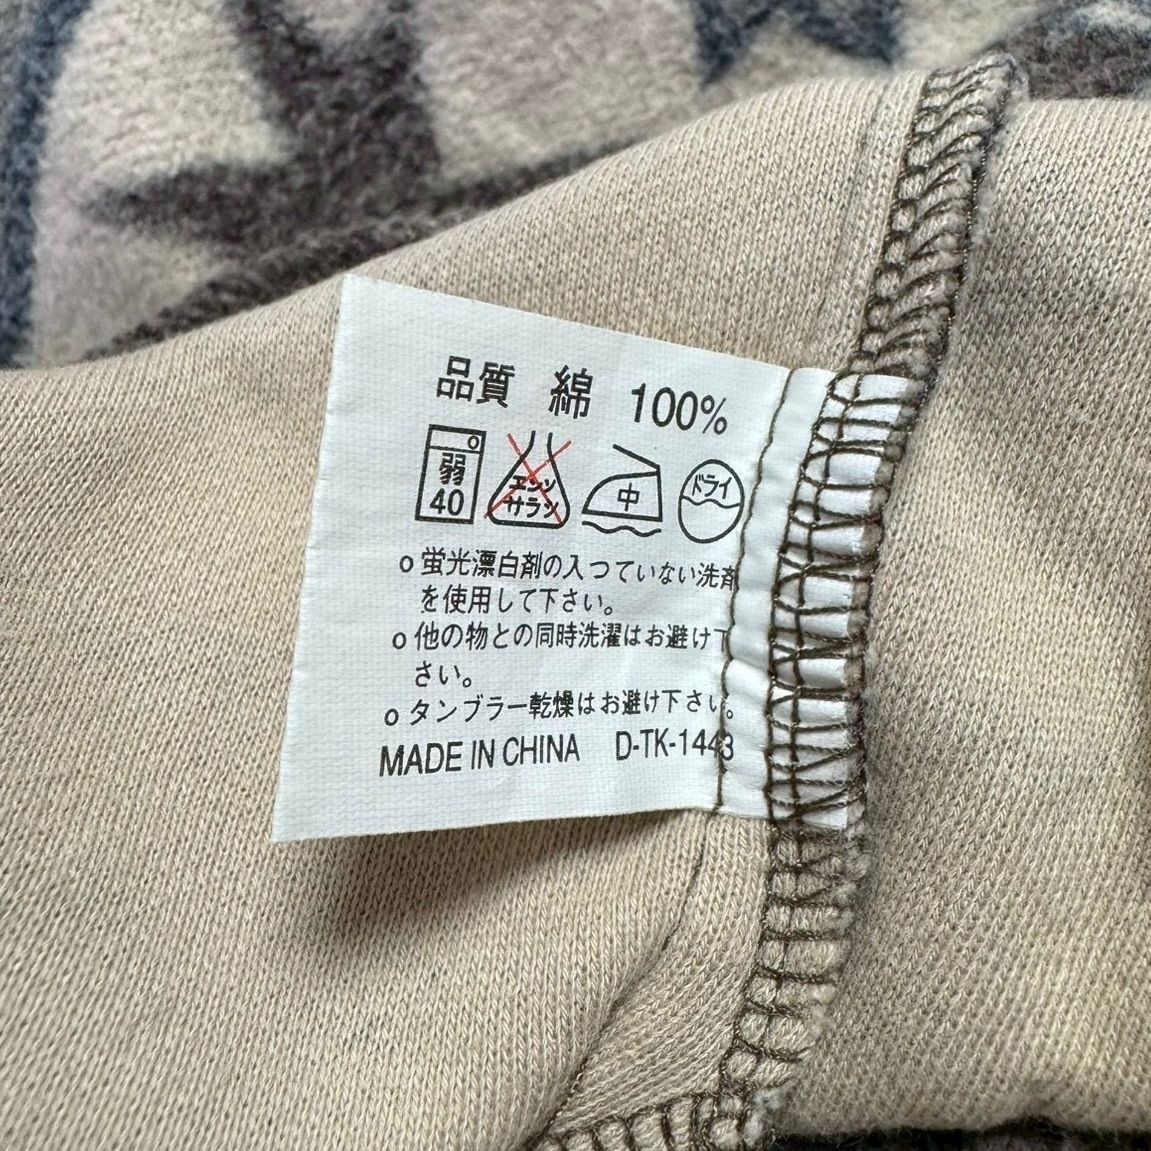 品質 綿 100%
弱
40
エンソ
サラシ
中
ドライ
o 蛍光漂白剤の入つていない洗剤
を使用して下さい。
o 他の物との同時洗濯はお避け下
さい。
o タンブラー乾燥はお避け下さい。
MADE IN CHINA D-TK-1443